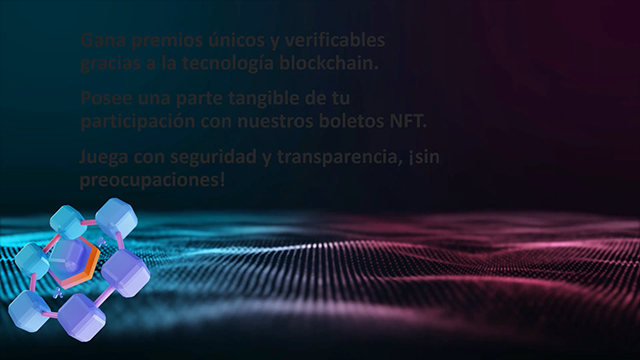 Gana premios únicos y verificables
gracias a la tecnología blockchain.
Posee una parte tangible de tu
participación con nuestros boletos NFT.
Juega con seguridad y transparencia, ¡sin
preocupaciones!